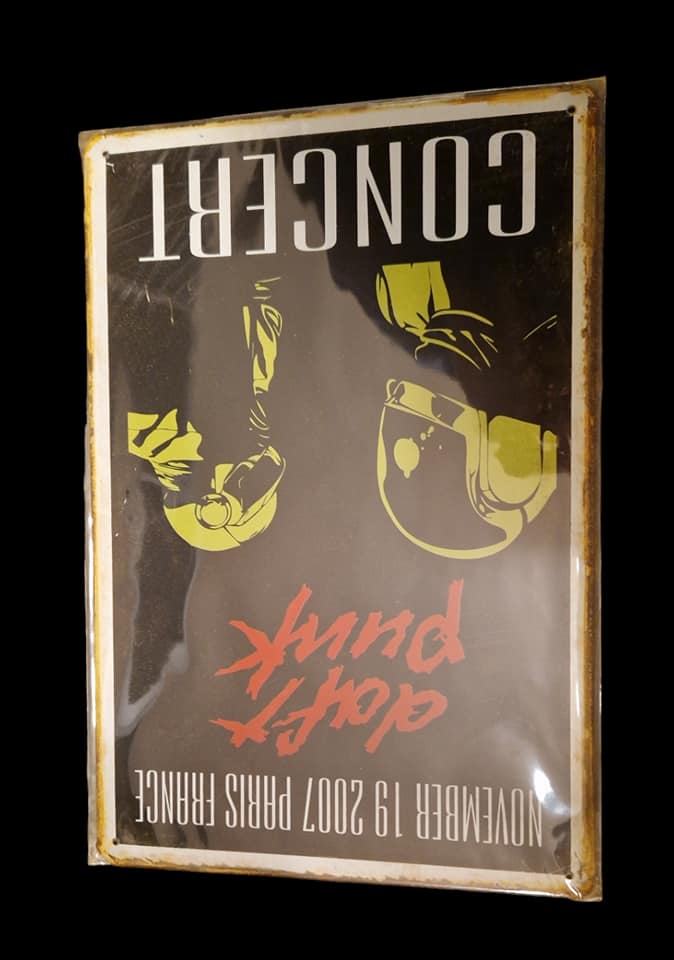 NOVEMBER 19 2007 PARIS FRANCE
daft
punk
CONCERT